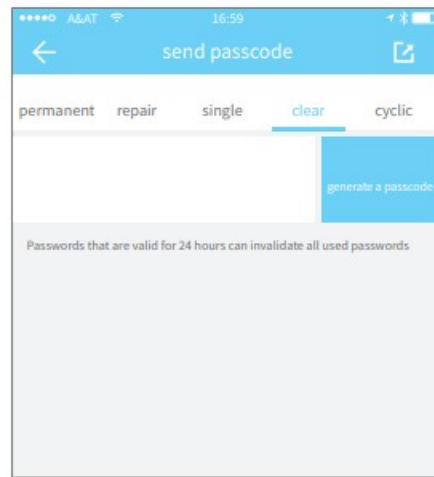 A&AT 16:59
send passcode
permanent repair single clear cyclic
generate a passcode
Passwords that are valid for 24 hours can invalidate all used passwords